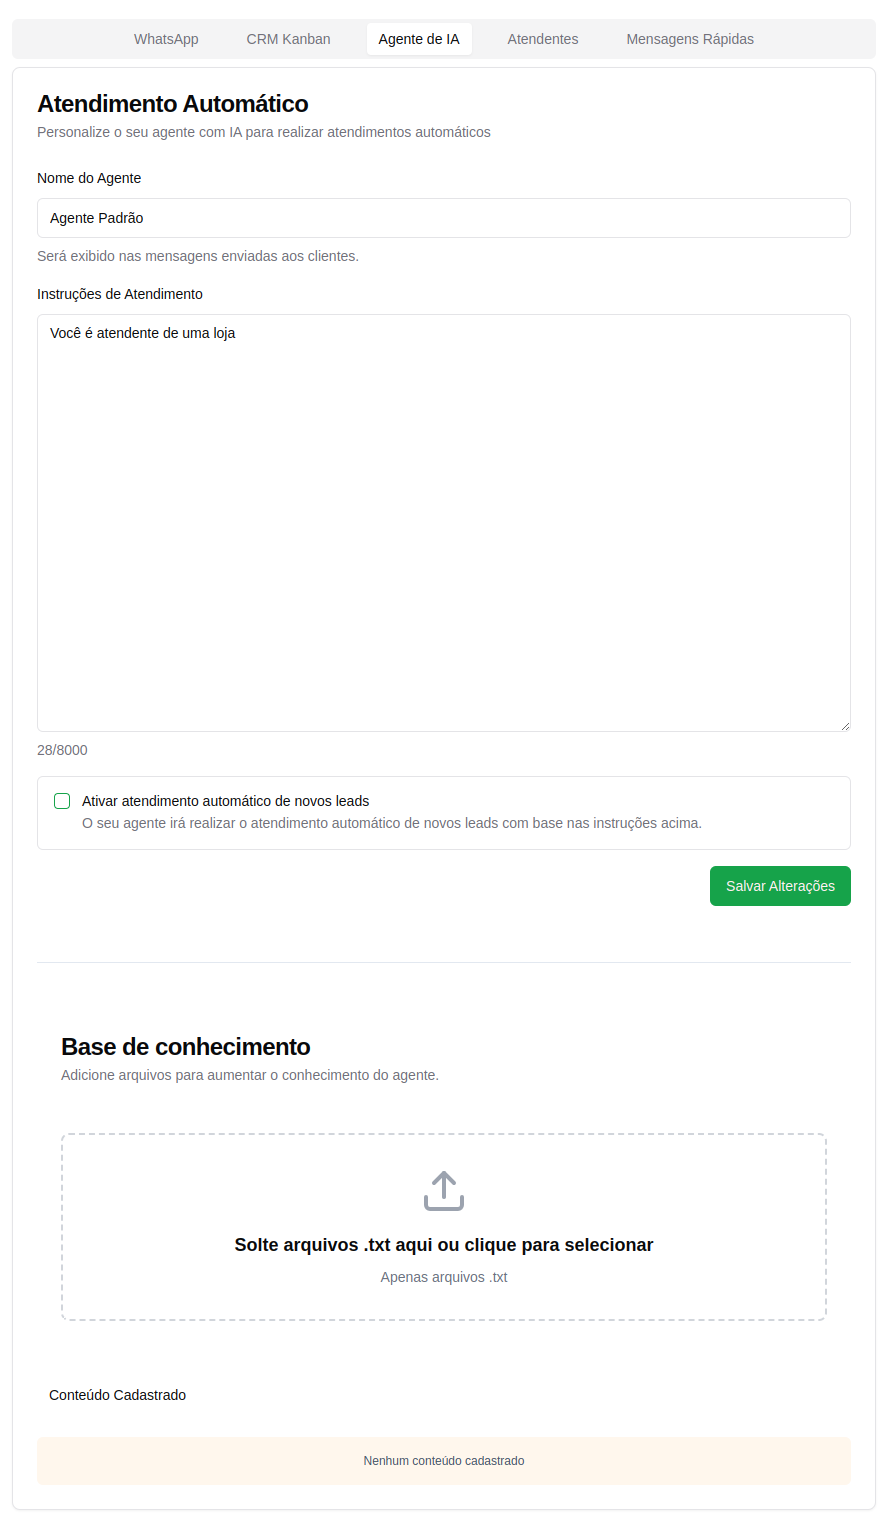 WhatsApp
CRM Kanban
Agente de IA
Atendentes
Mensagens Rápidas
Atendimento Automático
Personalize o seu agente com IA para realizar atendimentos automáticos
Nome do Agente
Agente Padrão
Será exibido nas mensagens enviadas aos clientes.
Instruções de Atendimento
Você é atendente de uma loja
28/8000
Ativar atendimento automático de novos leads
O seu agente irá realizar o atendimento automático de novos leads com base nas instruções acima.
Salvar Alterações
Base de conhecimento
Adicione arquivos para aumentar o conhecimento do agente.
Solte arquivos .txt aqui ou clique para selecionar
Apenas arquivos .txt
Conteúdo Cadastrado
Nenhum conteúdo cadastrado